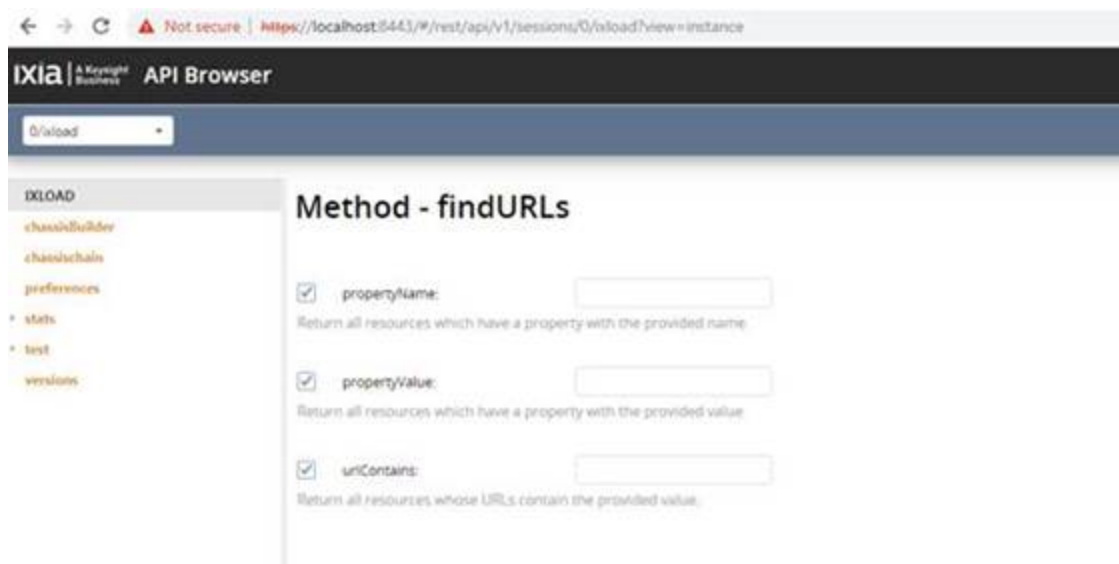 Not secure | https://localhost:8443/#/rest/api/v1/sessions/0/ixload?view=instance
IXIA | A Keysight Business API Browser
0/ixload
IXLOAD
chassisBuilder
chassischain
preferences
stats
test
versions
Method - findURLs
propertyName:
Return all resources which have a property with the provided name
propertyValue:
Return all resources which have a property with the provided value
urlContains:
Return all resources whose URLs contain the provided value.